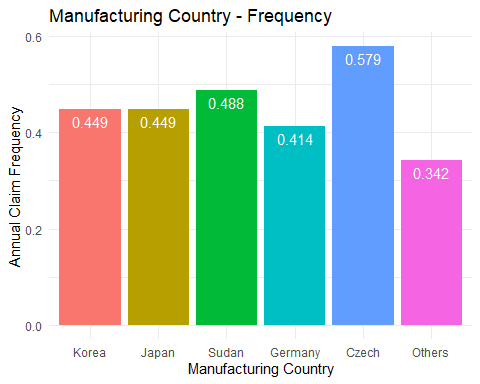 Manufacturing Country - Frequency
Annual Claim Frequency
0.6
0.4
0.2
0.0
0.449
0.449
0.488
0.414
0.579
0.342
Korea
Japan
Sudan
Germany
Czech
Others
Manufacturing Country